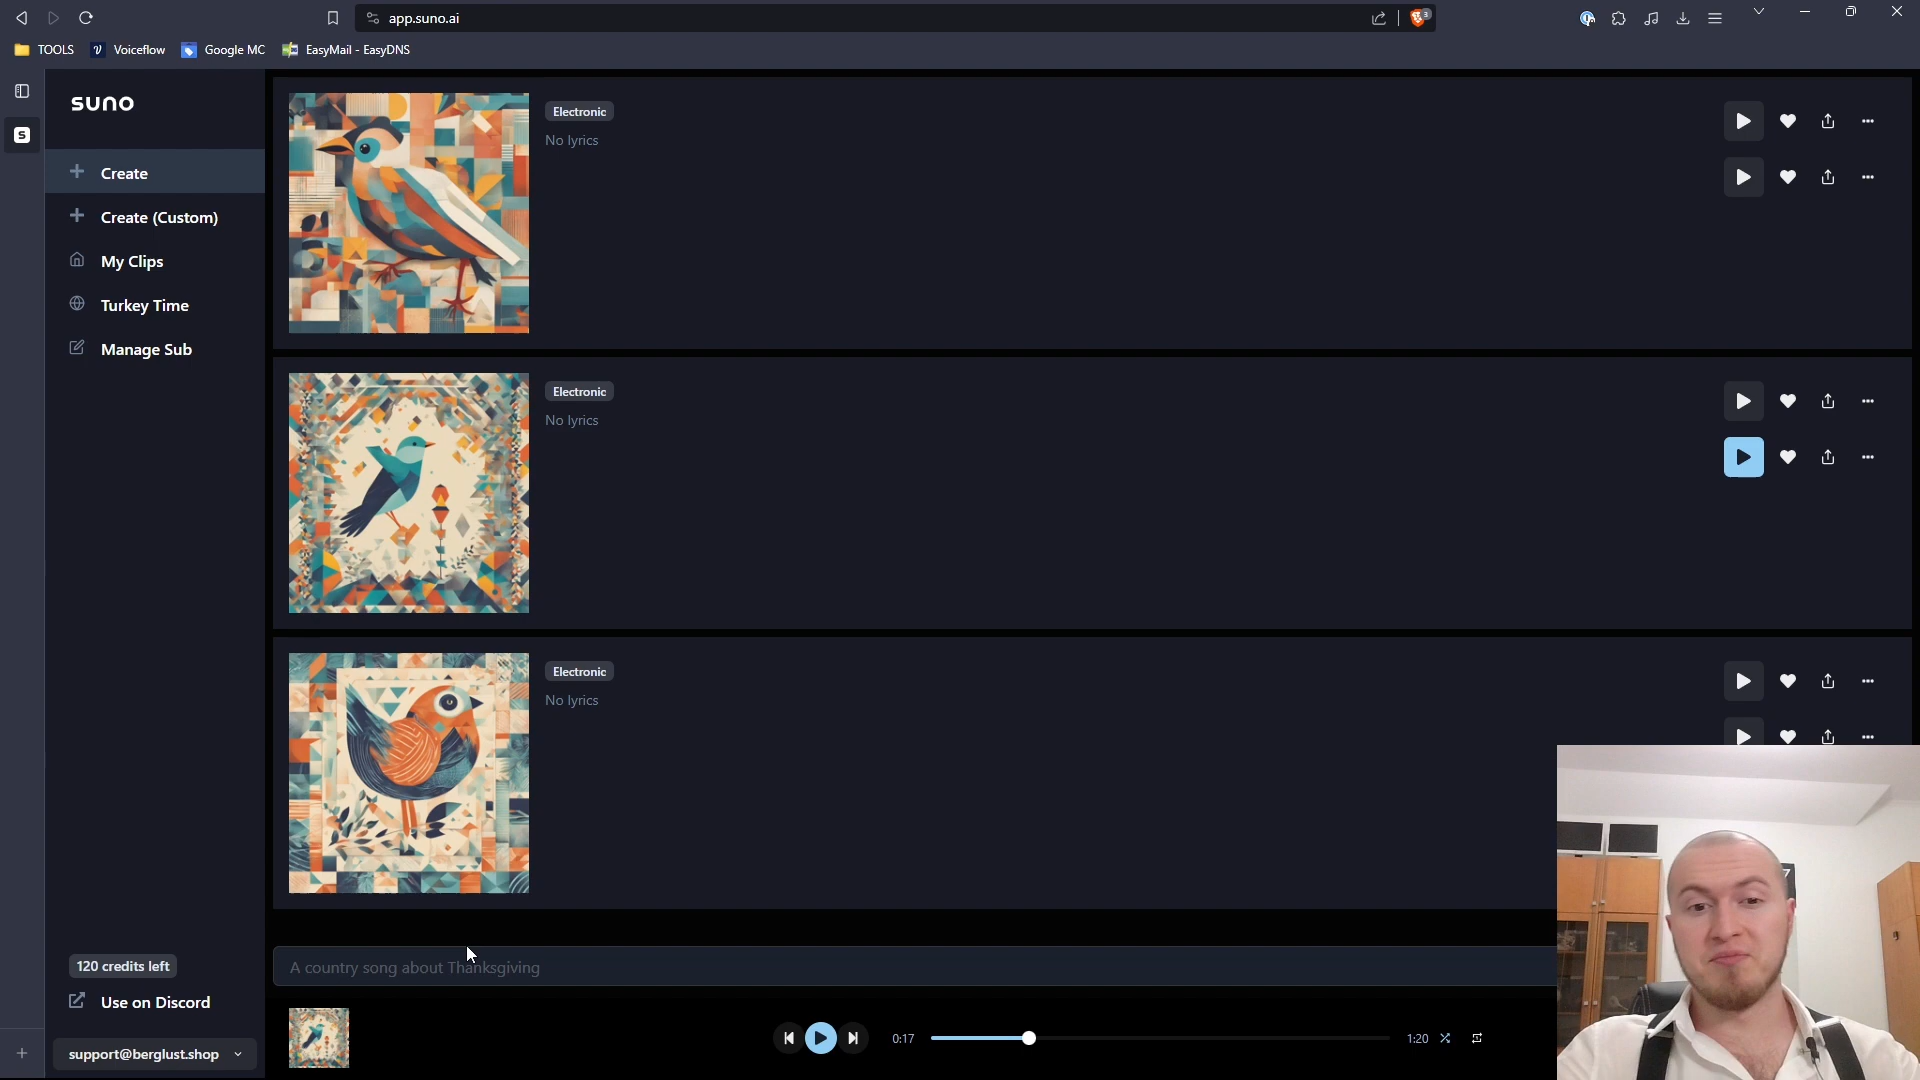 app.suno.ai
3
TOOLS
Voiceflow
Google MC
EasyMail - EasyDNS
S
suno
Create
Create (Custom)
My Clips
Turkey Time
Manage Sub
120 credits left
Use on Discord
support@berglust.shop
Electronic
No lyrics
Electronic
No lyrics
Electronic
No lyrics
A country song about Thanksgiving
0:17
1:20
7